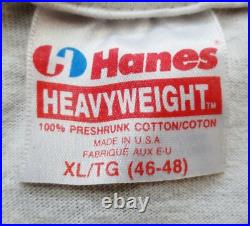 Hanes
HEAVYWEIGHT™
100% PRESHRUNK COTTON/COTON
MADE IN U.S.A
FABRIQUE AUX E-U
XL/TG (46-48)